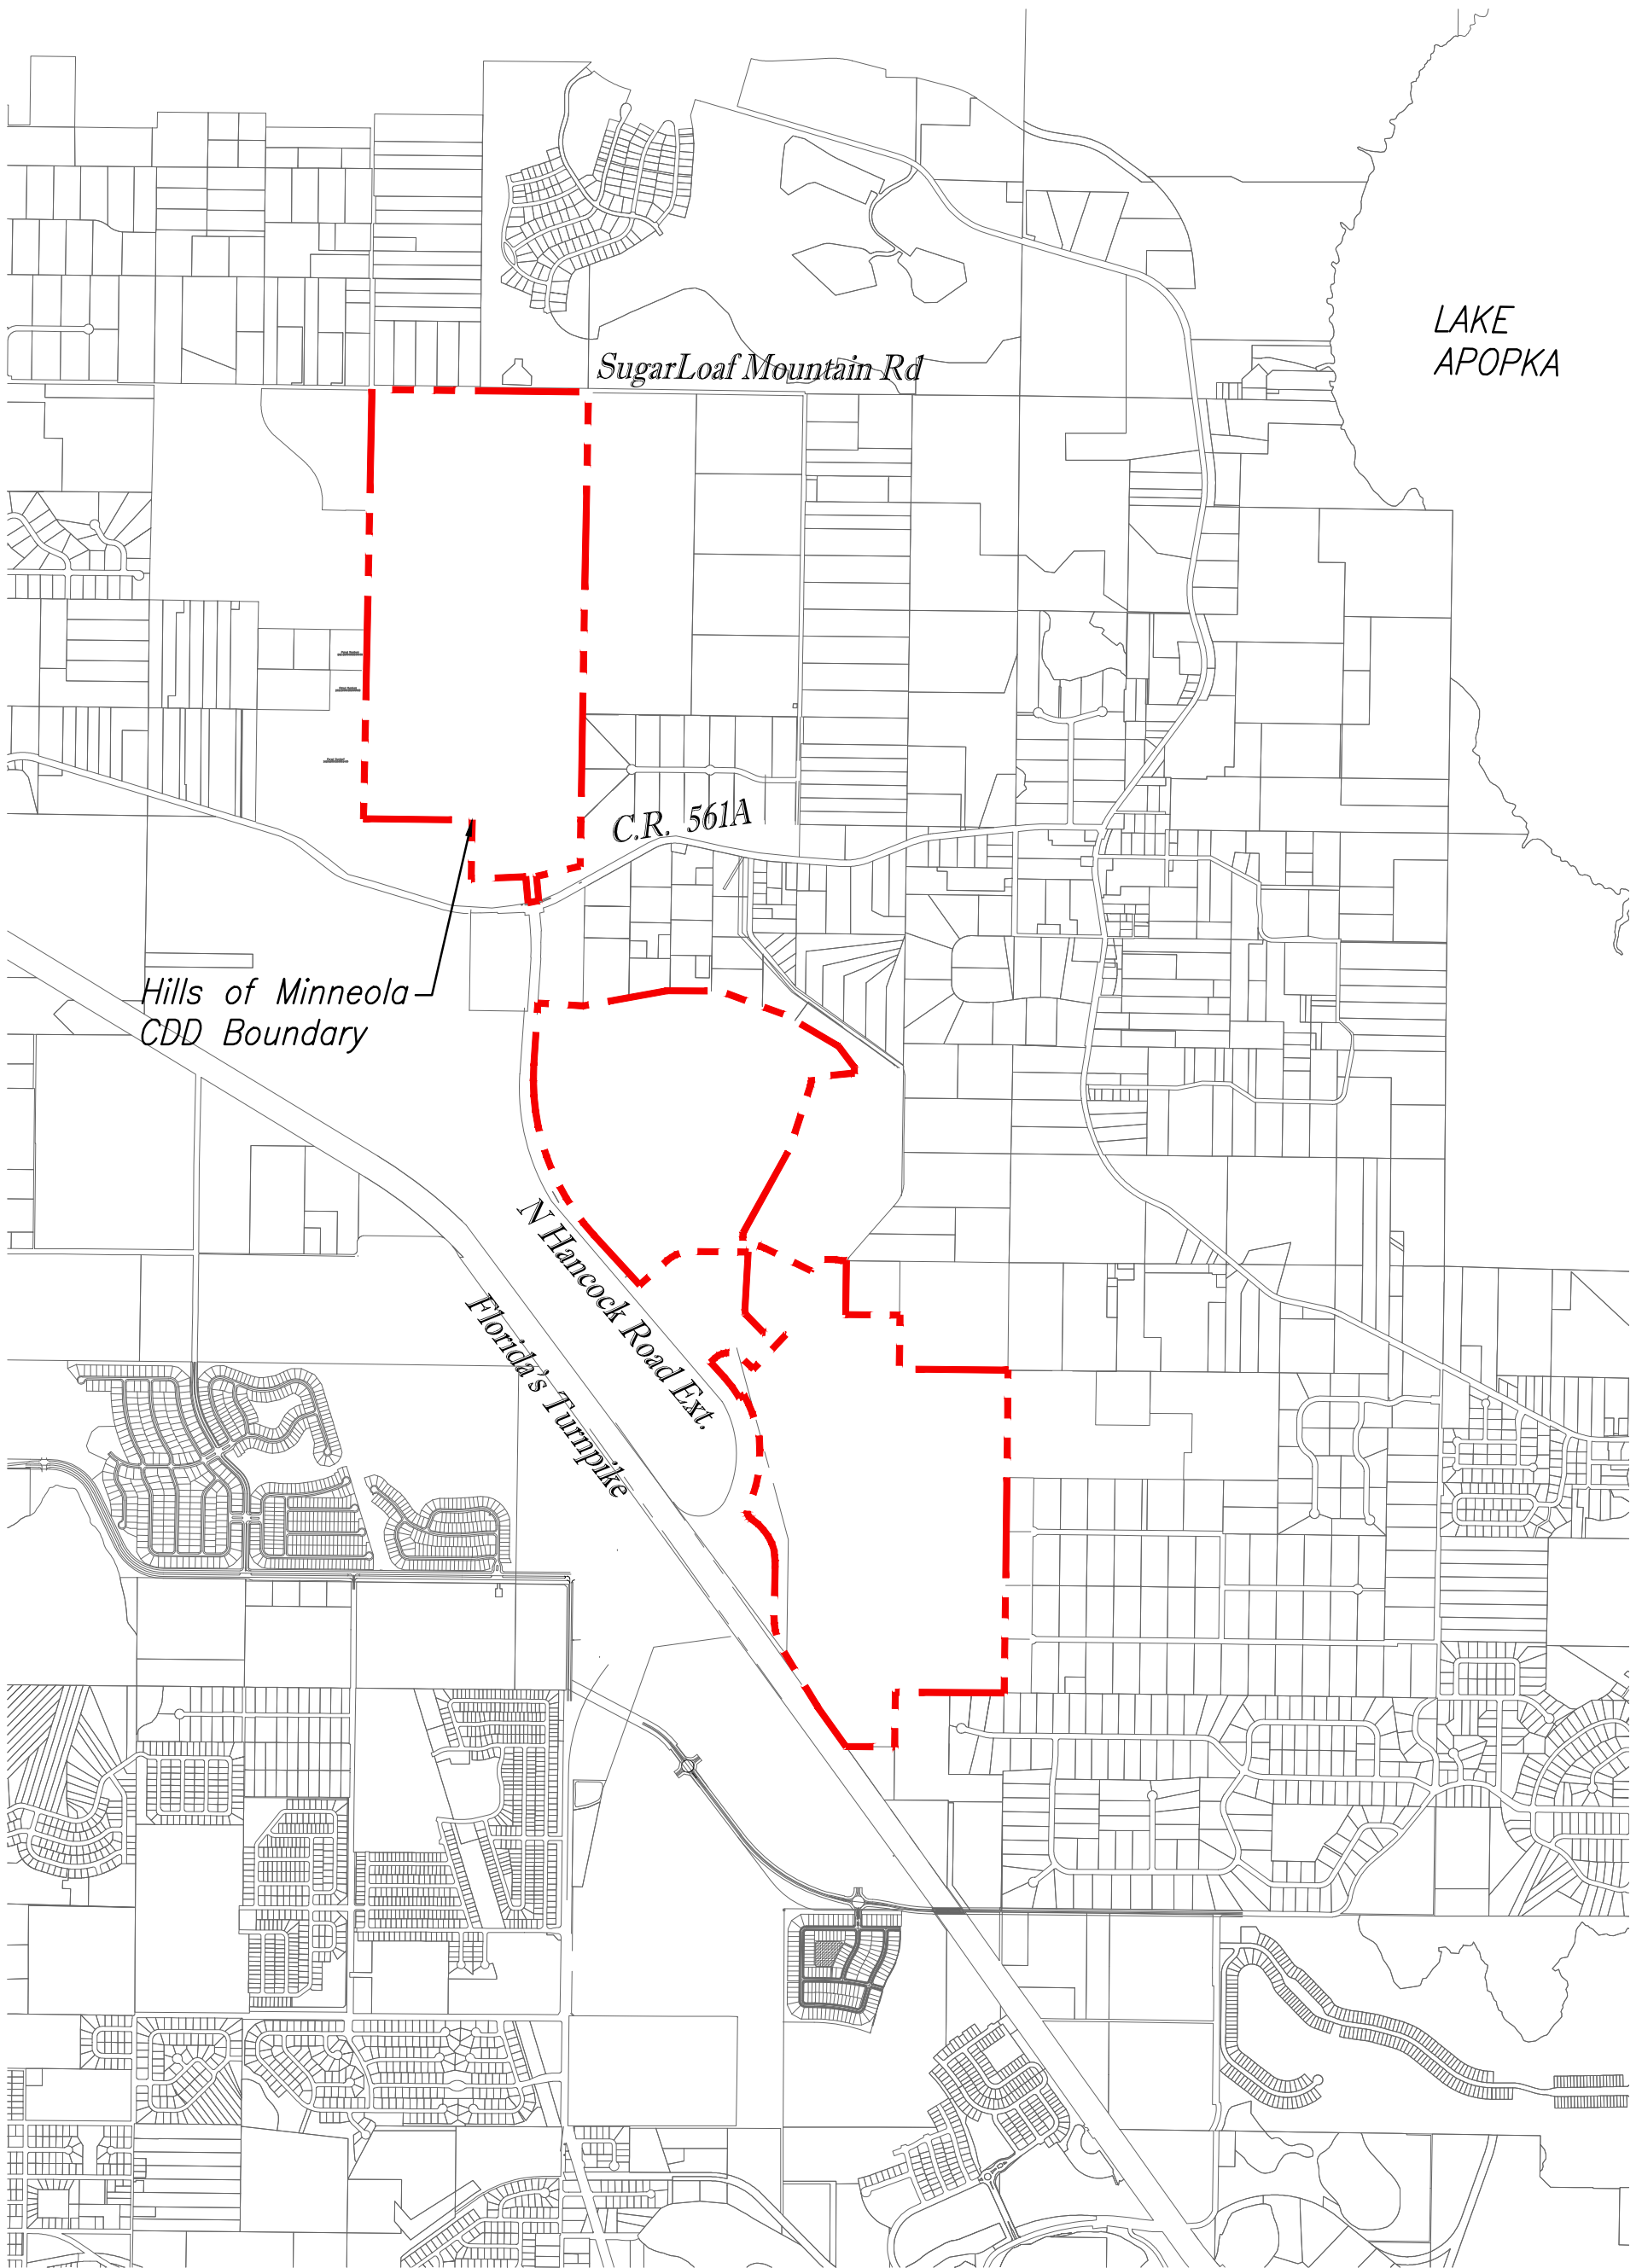 LAKE
APOPKA
SugarLoaf Mountain Rd
C.R. 561A
Hills of Minneola
CDD Boundary
N Hancock Road Ext.
Florida's Turnpike